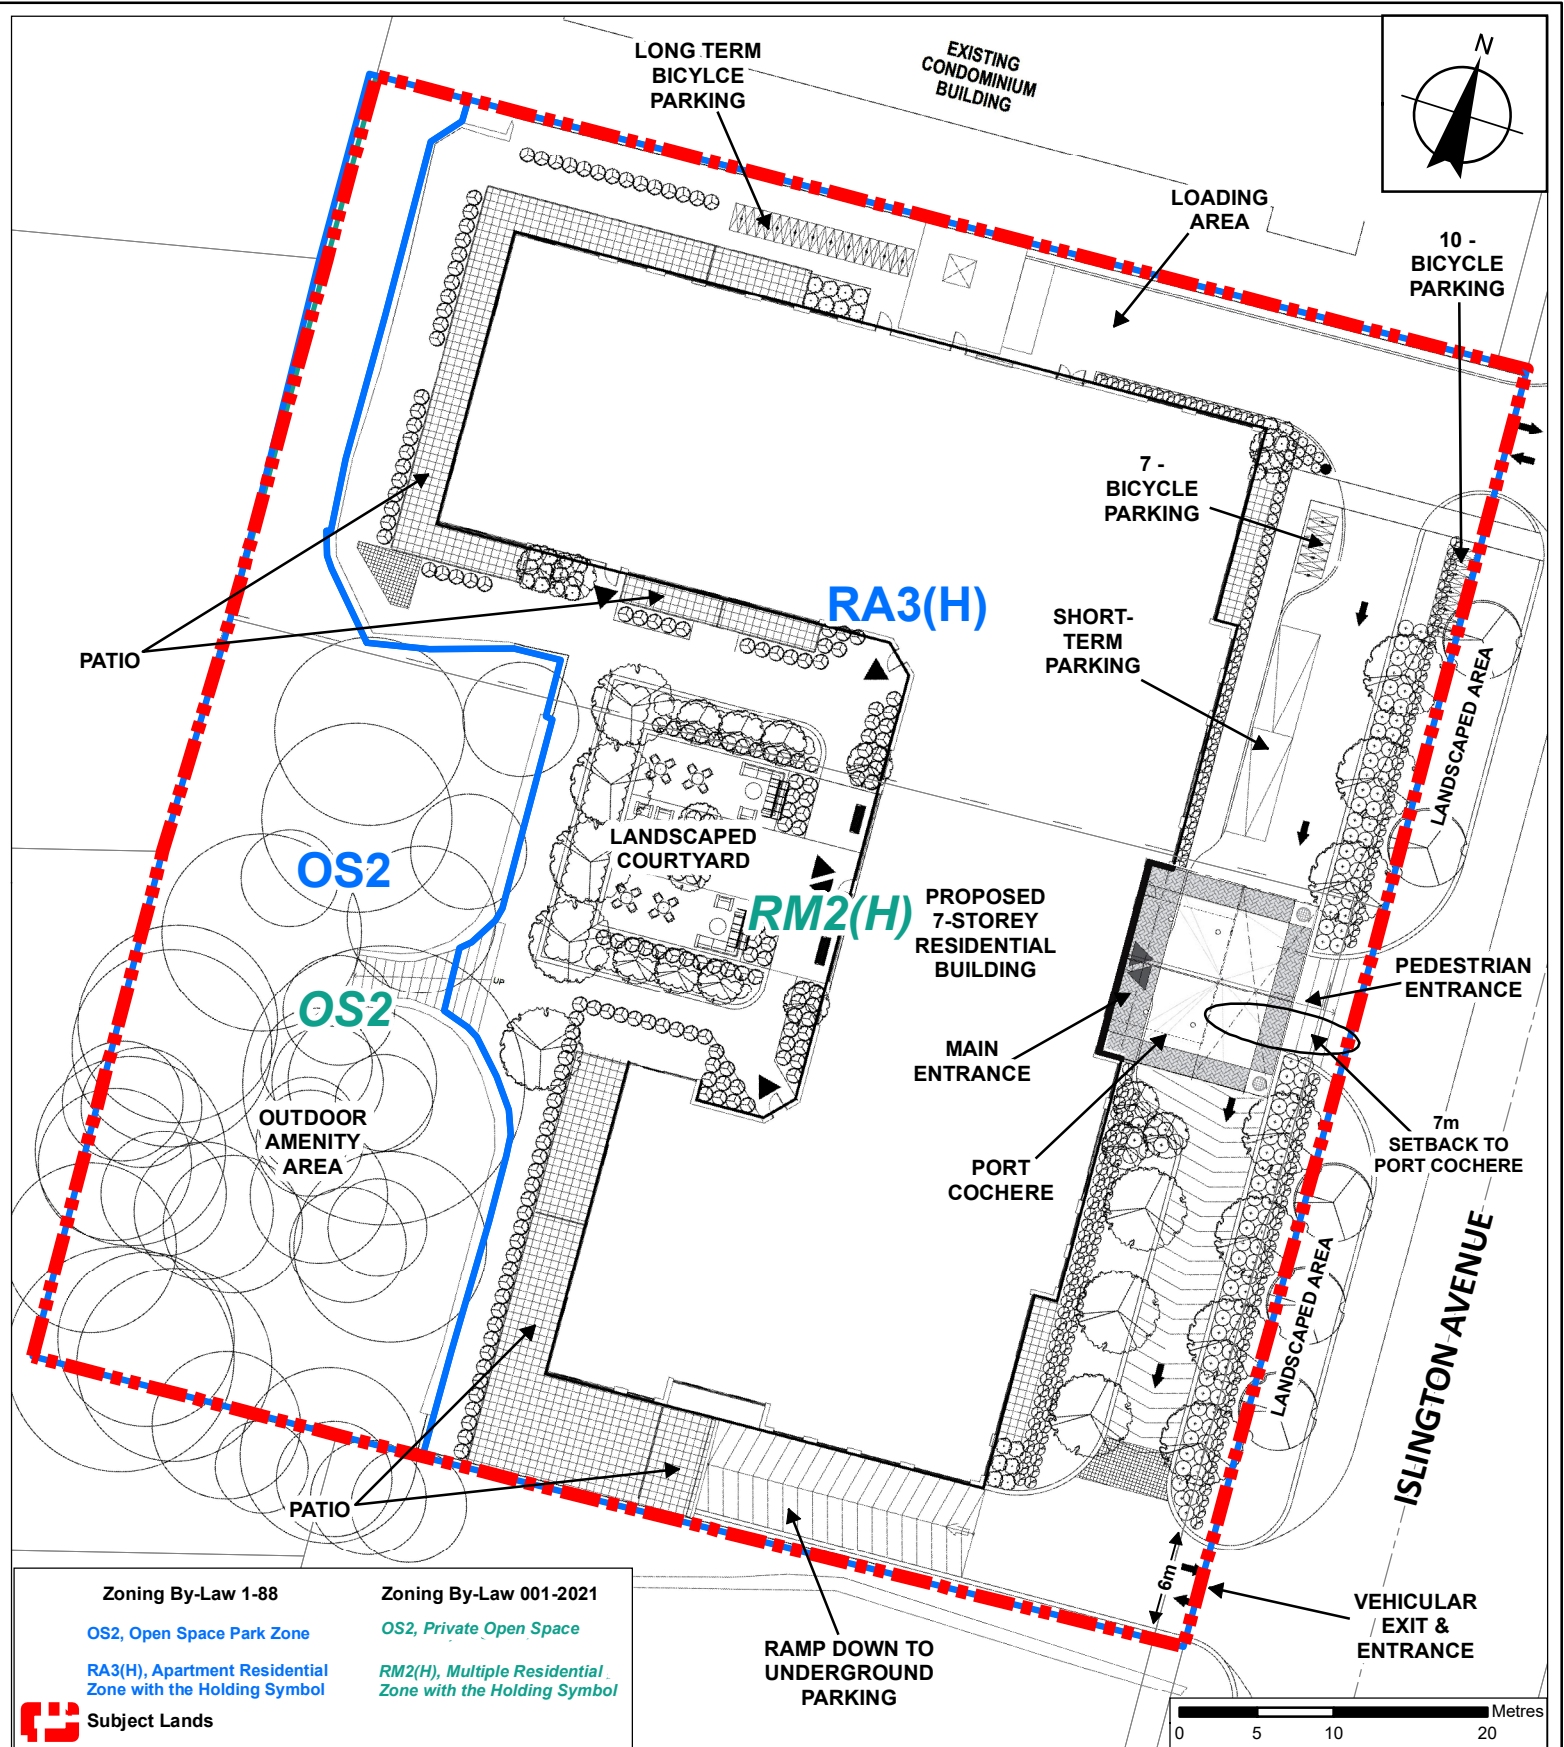 LONG TERM
BICYLCE
PARKING
EXISTING
CONDOMINIUM
BUILDING
N
LOADING
AREA
10 -
BICYCLE
PARKING
7 -
BICYCLE
PARKING
RA3(H)
SHORT-
TERM
PARKING
PATIO
LANDSCAPED AREA
LANDSCAPED
COURTYARD
OS2
RM2(H)
PROPOSED
7-STOREY
RESIDENTIAL
BUILDING
PEDESTRIAN
ENTRANCE
UP
OS2
MAIN
ENTRANCE
OUTDOOR
AMENITY
AREA
7m
SETBACK TO
PORT COCHERE
PORT
COCHERE
LANDSCAPED AREA
ISLINGTON AVENUE
PATIO
6m
VEHICULAR
EXIT &
ENTRANCE
RAMP DOWN TO
UNDERGROUND
PARKING
Zoning By-Law 1-88
OS2, Open Space Park Zone
RA3(H), Apartment Residential
Zone with the Holding Symbol
Zoning By-Law 001-2021
OS2, Private Open Space
RM2(H), Multiple Residential
Zone with the Holding Symbol
Subject Lands
Metres
0 5 10 20